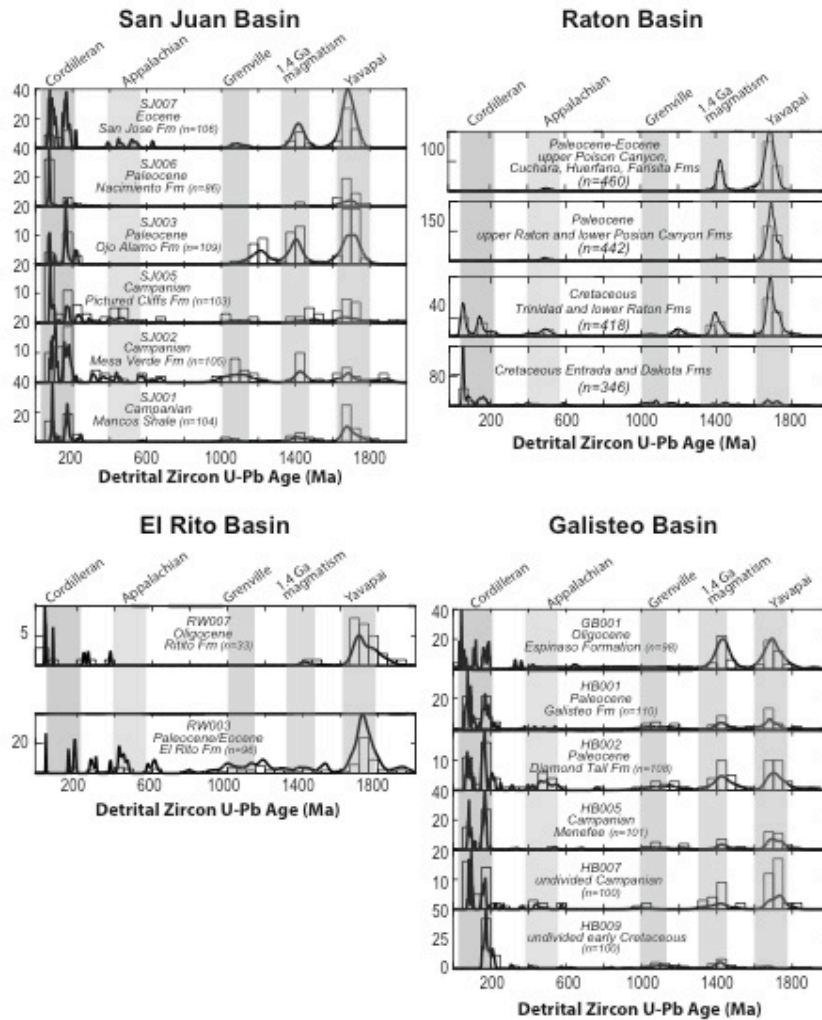 San Juan Basin
Cordilleran
Appalachian
Grenville
1.4 Ga
magmatism
Yavapai
40
20
SJ007
Eocene
San Jose Fm (n=106)
40
20
SJ006
Paleocene
Nacimiento Fm (n=86)
20
10
SJ003
Paleocene
Ojo Alamo Fm (n=109)
20
10
SJ005
Campanian
Pictured Cliffs Fm (n=103)
20
10
SJ002
Campanian
Mesa Verde Fm (n=105)
40
20
SJ001
Campanian
Mancos Shale (n=104)
200 600 1000 1400 1800
Detrital Zircon U-Pb Age (Ma)
Raton Basin
Cordilleran
Appalachian
Grenville
1.4 Ga
magmatism
Yavapai
100
Paleocene-Eocene
upper Poison Canyon,
Cuchara, Huerfano, Farisita Fms
(n=460)
150
Paleocene
upper Raton and lower Posion Canyon Fms
(n=442)
40
Cretaceous
Trinidad and lower Raton Fms
(n=418)
80
Cretaceous Entrada and Dakota Fms
(n=346)
200 600 1000 1400 1800
Detrital Zircon U-Pb Age (Ma)
El Rito Basin
Cordilleran
Appalachian
Grenville
1.4 Ga
magmatism
Yavapai
5
RW007
Oligocene
Ritito Fm (n=33)
20
RW003
Paleocene/Eocene
El Rito Fm (n=96)
200 600 1000 1400 1800
Detrital Zircon U-Pb Age (Ma)
Galisteo Basin
Cordilleran
Appalachian
Grenville
1.4 Ga
magmatism
Yavapai
40
20
GB001
Oligocene
Espinaso Formation (n=98)
40
20
HB001
Paleocene
Galisteo Fm (n=110)
20
10
HB002
Paleocene
Diamond Tail Fm (n=108)
40
20
HB005
Campanian
Menefee (n=101)
20
10
HB007
undivided Campanian
(n=100)
50
25
0
HB009
undivided early Cretaceous
(n=100)
200 600 1000 1400 1800
Detrital Zircon U-Pb Age (Ma)